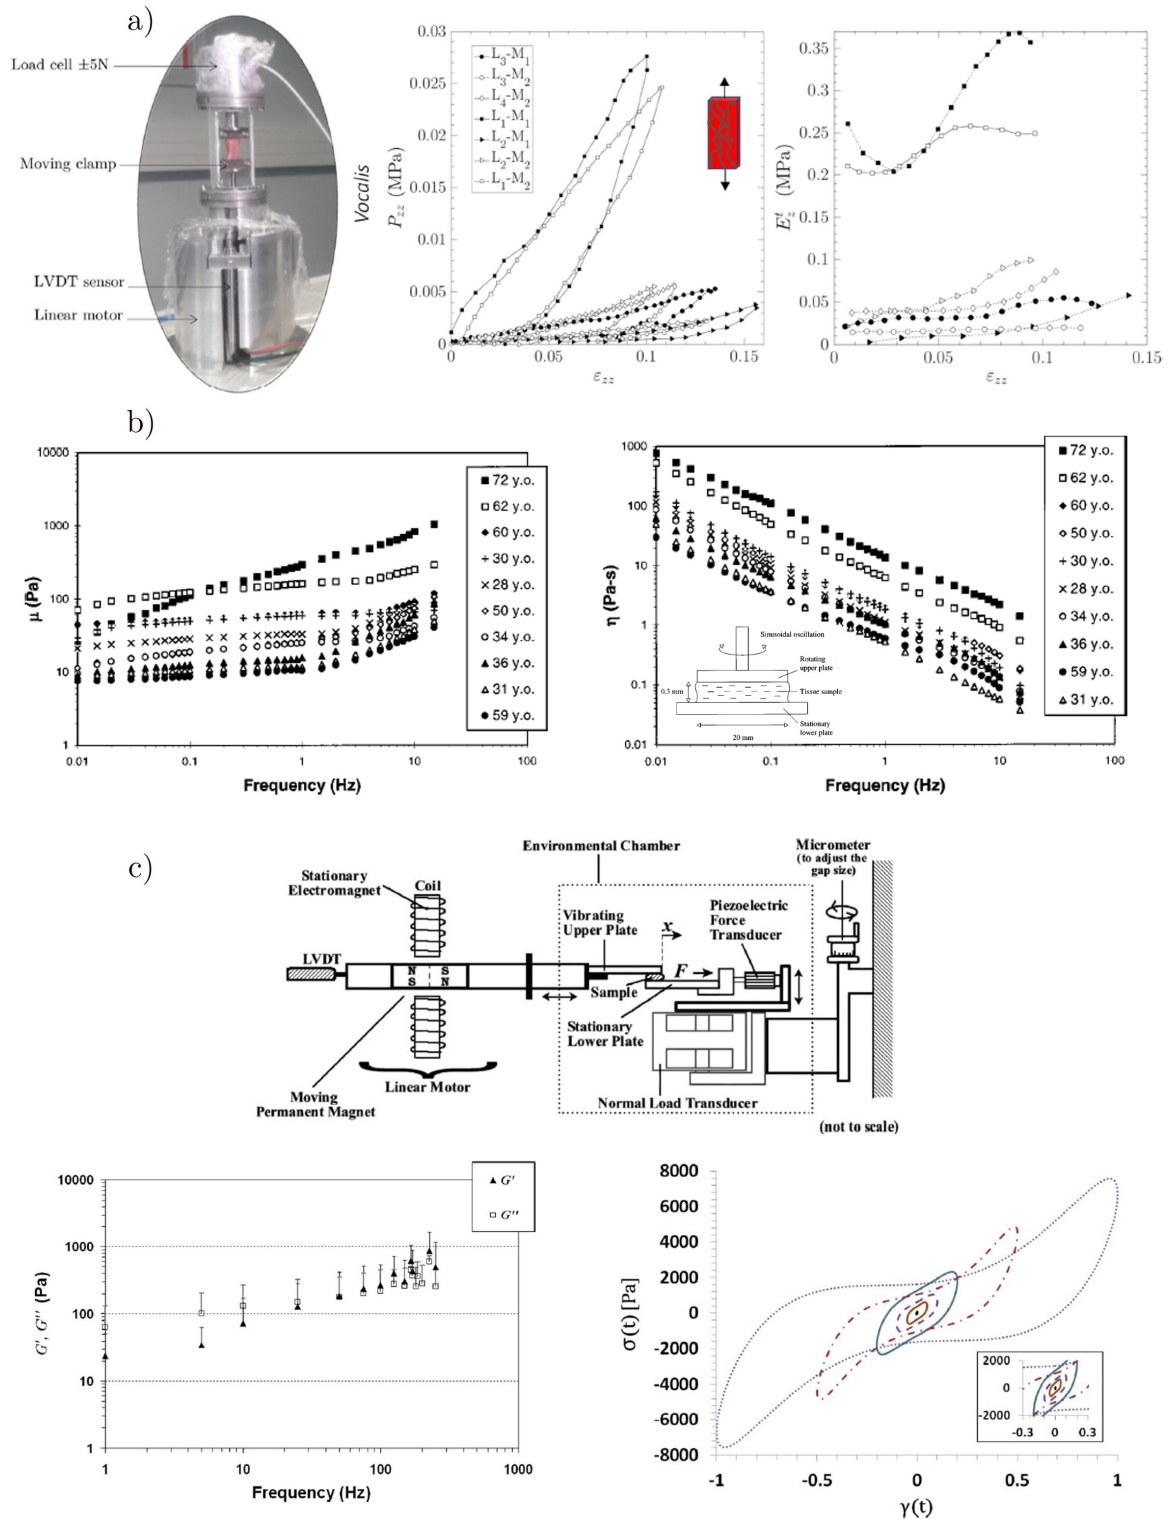 a)
Load cell ±5N
Moving clamp
LVDT sensor
Linear motor
Vocalis
P_zz (MPa)
0.03
0.025
0.02
0.015
0.01
0.005
0
L₃-M₁
L₃-M₂
L₄-M₂
L₁-M₁
L₂-M₁
L₂-M₂
L₁-M₂
0 0.05 0.1 0.15
ε_zz
E_z^t (MPa)
0.35
0.3
0.25
0.2
0.15
0.1
0.05
0
0 0.05 0.1 0.15
ε_zz
b)
μ (Pa)
10000
1000
100
10
1
0.01 0.1 1 10 100
Frequency (Hz)
72 y.o.
62 y.o.
60 y.o.
30 y.o.
28 y.o.
50 y.o.
34 y.o.
36 y.o.
31 y.o.
59 y.o.
η (Pa-s)
1000
100
10
1
0.1
0.01
Sinusoidal oscillation
Rotating
upper plate
0.3 mm
Tissue sample
Stationary
lower plate
20 mm
0.01 0.1 1 10 100
Frequency (Hz)
72 y.o.
62 y.o.
60 y.o.
50 y.o.
30 y.o.
28 y.o.
34 y.o.
36 y.o.
59 y.o.
31 y.o.
c)
Stationary
Electromagnet
Coil
Environmental Chamber
Micrometer
(to adjust the
gap size)
Vibrating
Upper Plate
x
Piezoelectric
Force
Transducer
LVDT
N S
S N
F
Sample
Stationary
Lower Plate
Linear Motor
Moving
Permanent Magnet
Normal Load Transducer
(not to scale)
G', G'' (Pa)
10000
1000
100
10
1
G'
G''
1 10 100 1000
Frequency (Hz)
σ(t) [Pa]
8000
6000
4000
2000
0
-2000
-4000
-6000
-8000
2000
0
-2000
-0.3 0 0.3
-1 -0.5 0 0.5 1
γ(t)